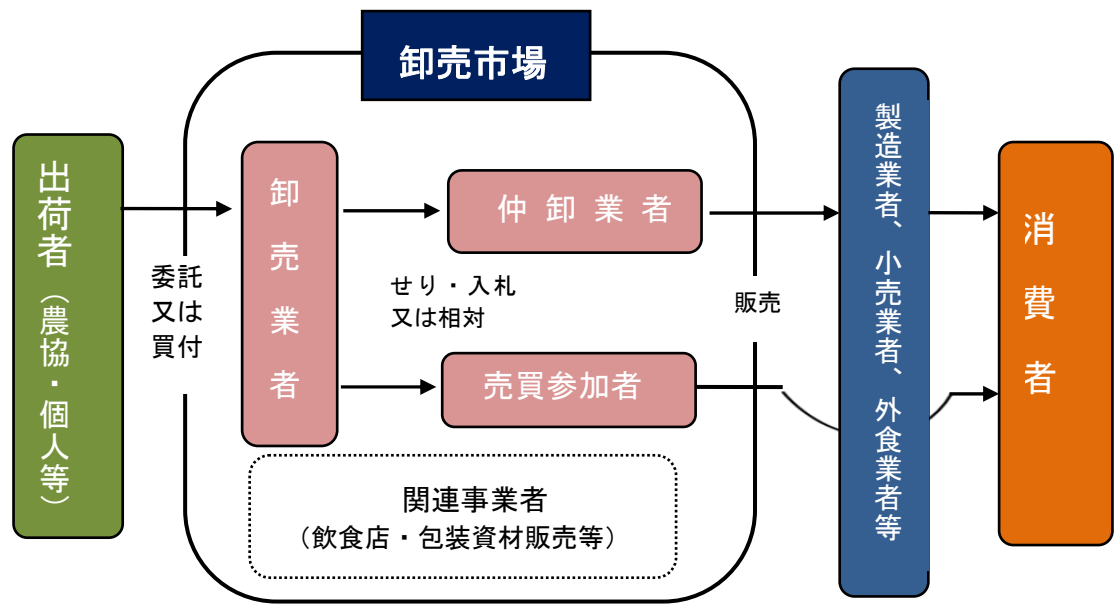 卸売市場
出荷者（農協・個人等）
委託
又は
買付
卸売業者
仲卸業者
せり・入札
又は相対
売買参加者
関連事業者
（飲食店・包装資材販売等）
販売
製造業者、小売業者、外食業者等
消費者